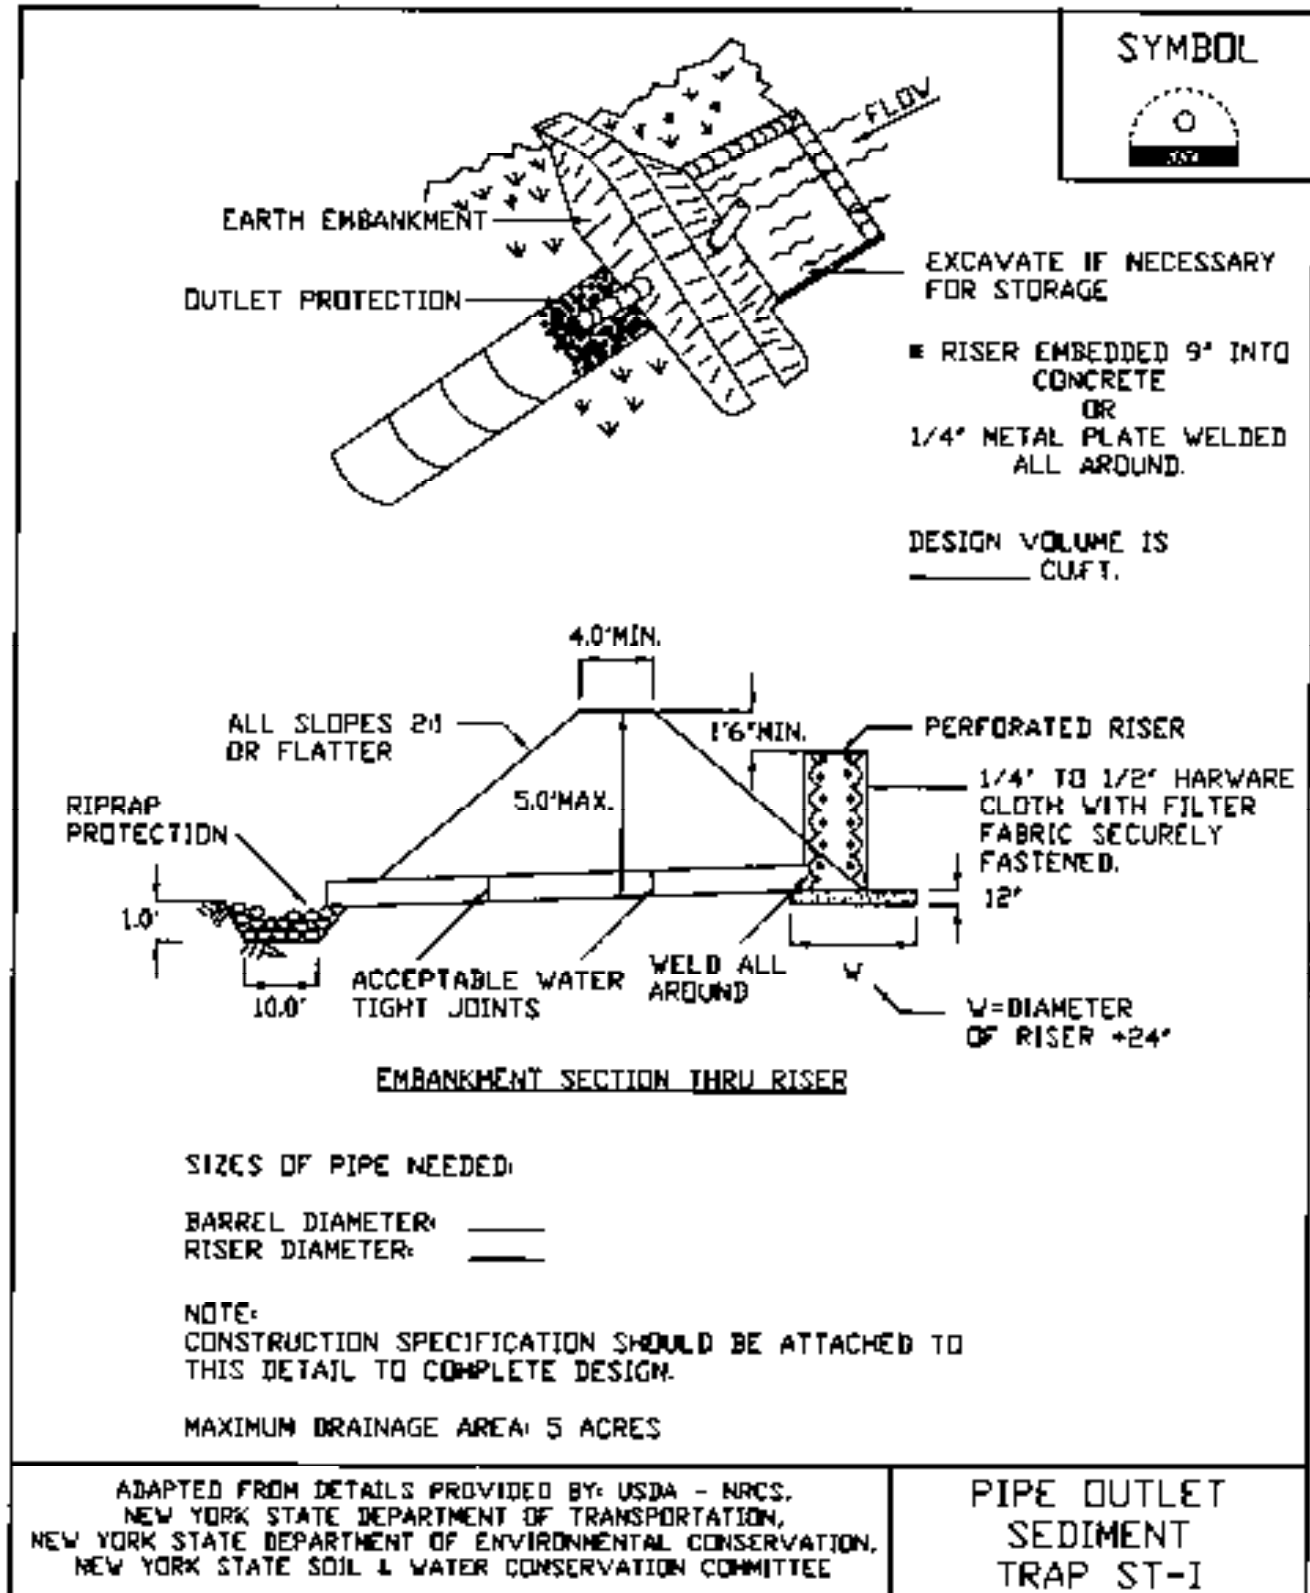 SYMBOL
FLOW
EARTH EMBANKMENT
OUTLET PROTECTION
EXCAVATE IF NECESSARY
FOR STORAGE
* RISER EMBEDDED 9" INTO
CONCRETE
OR
1/4" METAL PLATE WELDED
ALL AROUND.
DESIGN VOLUME IS
______ CU.FT.
4.0'MIN.
ALL SLOPES 2:1
OR FLATTER
1'6"MIN.
PERFORATED RISER
5.0'MAX.
1/4" TO 1/2" HARWARE
CLOTH WITH FILTER
FABRIC SECURELY
FASTENED.
RIPRAP
PROTECTION
1.0'
12"
10.0'
ACCEPTABLE WATER
TIGHT JOINTS
WELD ALL
AROUND
W
W=DIAMETER
OF RISER +24"
EMBANKMENT SECTION THRU RISER
SIZES OF PIPE NEEDED:
BARREL DIAMETER: ____
RISER DIAMETER: ____
NOTE:
CONSTRUCTION SPECIFICATION SHOULD BE ATTACHED TO
THIS DETAIL TO COMPLETE DESIGN.
MAXIMUM DRAINAGE AREA: 5 ACRES
ADAPTED FROM DETAILS PROVIDED BY: USDA - NRCS,
NEW YORK STATE DEPARTMENT OF TRANSPORTATION,
NEW YORK STATE DEPARTMENT OF ENVIRONMENTAL CONSERVATION,
NEW YORK STATE SOIL & WATER CONSERVATION COMMITTEE
PIPE OUTLET
SEDIMENT
TRAP ST-I